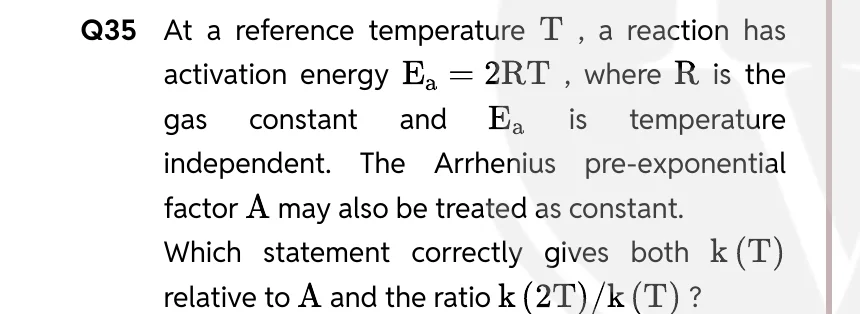 Q35 At a reference temperature T , a reaction has
activation energy Eₐ = 2RT , where R is the
gas constant and Eₐ is temperature
independent. The Arrhenius pre-exponential
factor A may also be treated as constant.
Which statement correctly gives both k (T)
relative to A and the ratio k (2T)/k (T) ?